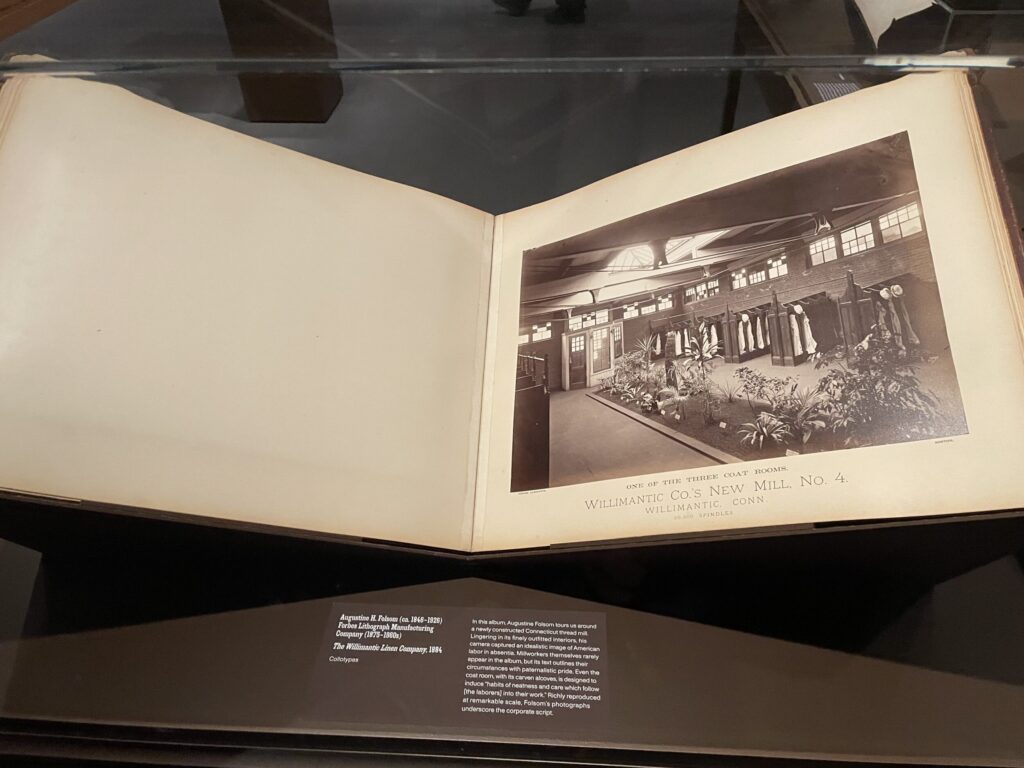 ONE OF THE THREE COAT ROOMS.
WILLIMANTIC CO.'S NEW MILL, NO. 4.
WILLIMANTIC, CONN.
SPINDLES
Augustine H. Folsom (ca. 1846–1926)
Forbes Lithograph Manufacturing
Company (1875–1960s)
The Willimantic Linen Company, 1884
Collotypes
In this album, Augustine Folsom tours us around
a newly constructed Connecticut thread mill.
Lingering in its finely outfitted interiors, his
camera captured an idealistic image of American
labor in absentia. Millworkers themselves rarely
appear in the album, but its text outlines their
circumstances with paternalistic pride. Even the
coat room, with its carven alcoves, is designed to
induce "habits of neatness and care which follow
[the laborers] into their work." Richly reproduced
at remarkable scale, Folsom's photographs
underscore the corporate script.